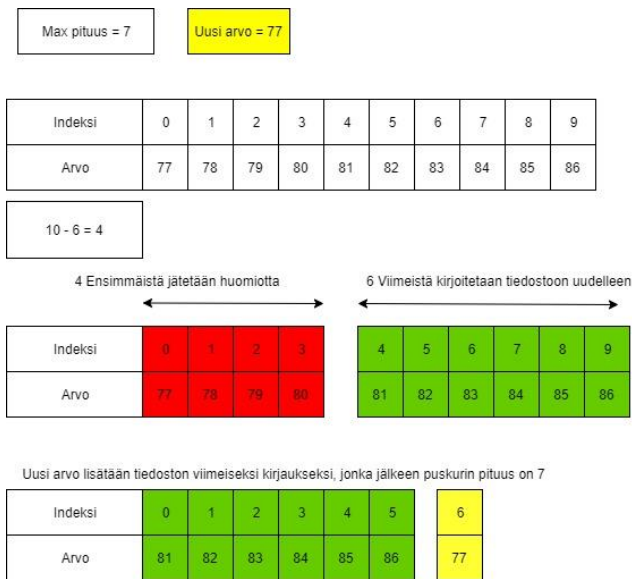 Max pituus = 7
Uusi arvo = 77
Indeksi 0 1 2 3 4 5 6 7 8 9
Arvo 77 78 79 80 81 82 83 84 85 86
10 - 6 = 4
4 Ensimmäistä jätetään huomiotta
6 Viimeistä kirjoitetaan tiedostoon uudelleen
Indeksi 0 1 2 3 4 5 6 7 8 9
Arvo 77 78 79 80 81 82 83 84 85 86
Uusi arvo lisätään tiedoston viimeiseksi kirjaukseksi, jonka jälkeen puskurin pituus on 7
Indeksi 0 1 2 3 4 5 6
Arvo 81 82 83 84 85 86 77